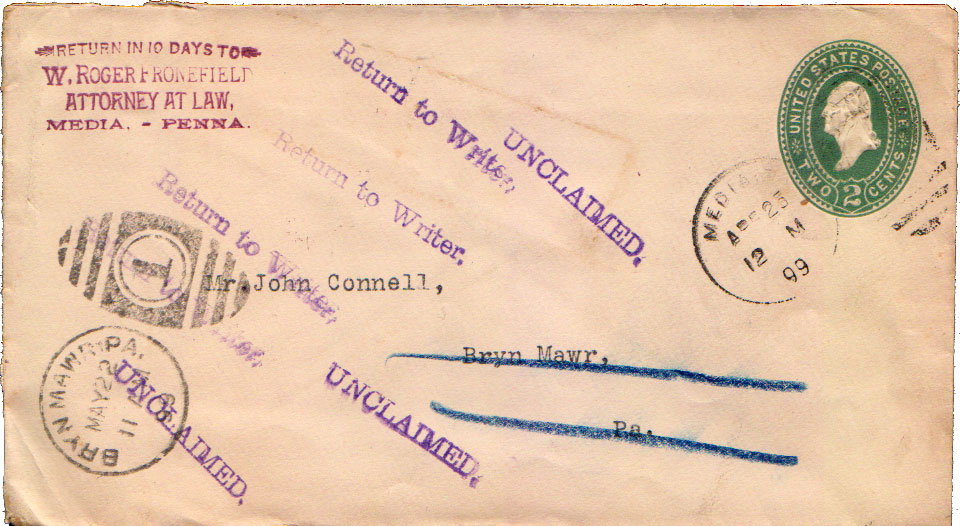 RETURN IN 10 DAYS TO
W. ROGER FRONEFIELD
ATTORNEY AT LAW,
MEDIA, - PENNA.
UNITED STATES POSTAGE
TWO 2 CENTS
MEDIA
25
12 M
99
Return to Writer,
UNCLAIMED.
Return to Writer,
Return to Writer,
1
Mr. John Connell,
Bryn Mawr,
Pa.
BRYN MAWR PA.
MAY 22
11
UNCLAIMED.
UNCLAIMED.